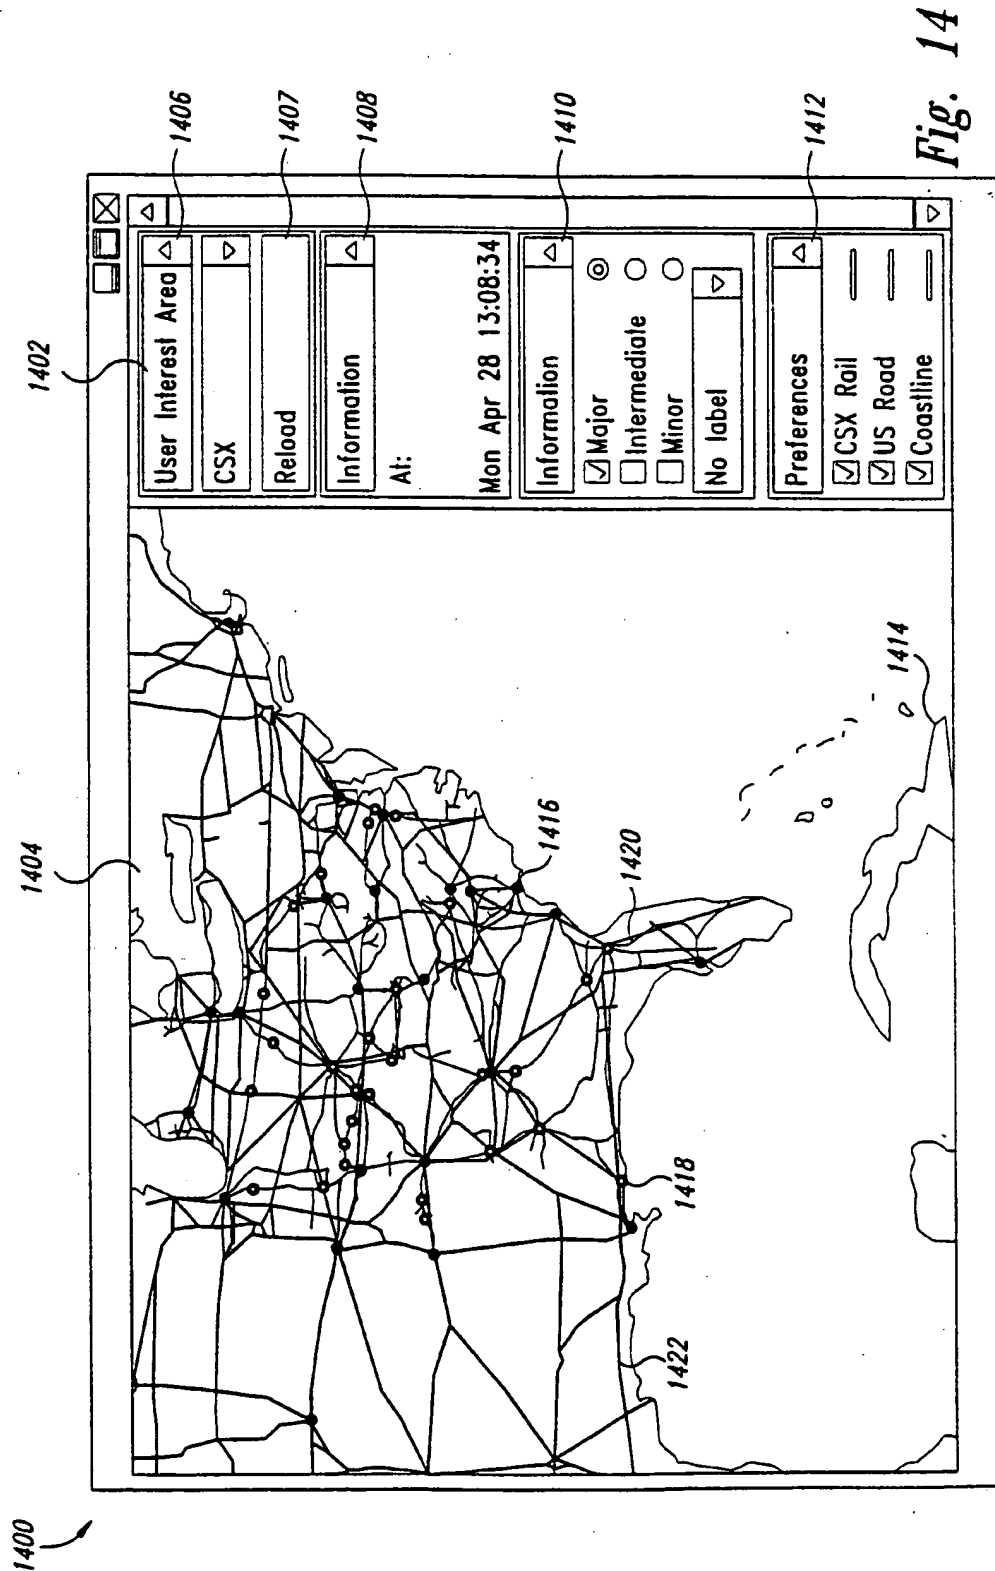 1400
1404
1402
User Interest Area
1406
CSX
Reload
1407
Information
1408
At:
Mon Apr 28 13:08:34
Information
1410
Major
Intermediate
Minor
No label
Preferences
1412
CSX Rail
US Road
Coastline
1416
1420
1418
1422
1414
Fig. 14